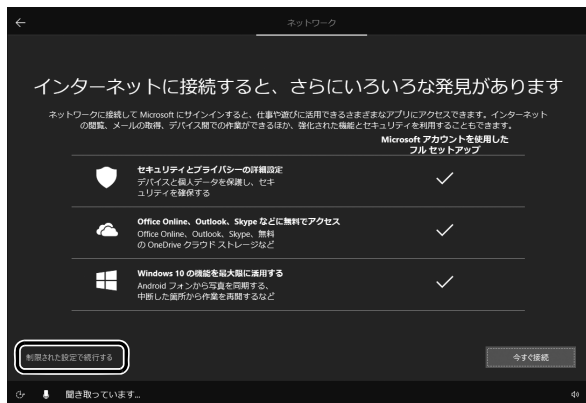 ネットワーク
インターネットに接続すると、さらにいろいろな発見があります
ネットワークに接続して Microsoft にサインインすると、仕事や遊びに活用できるさまざまなアプリにアクセスできます。インターネット
の閲覧、メールの取得、デバイス間での作業ができるほか、強化された機能とセキュリティを利用することもできます。
Microsoft アカウントを使用した
フル セットアップ
セキュリティとプライバシーの詳細設定
デバイスと個人データを保護し、セキ
ュリティを確保する
Office Online、Outlook、Skype などに無料でアクセス
Office Online、Outlook、Skype、無料
の OneDrive クラウド ストレージなど
Windows 10 の機能を最大限に活用する
Android フォンから写真を同期する、
中断した箇所から作業を再開するなど
制限された設定で続行する
今すぐ接続
聞き取っています...